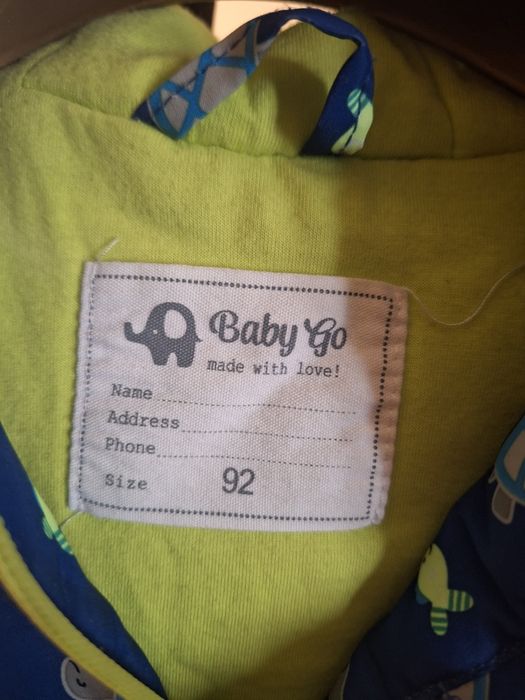 Baby Go
made with love!
Name
Address
Phone
Size 92